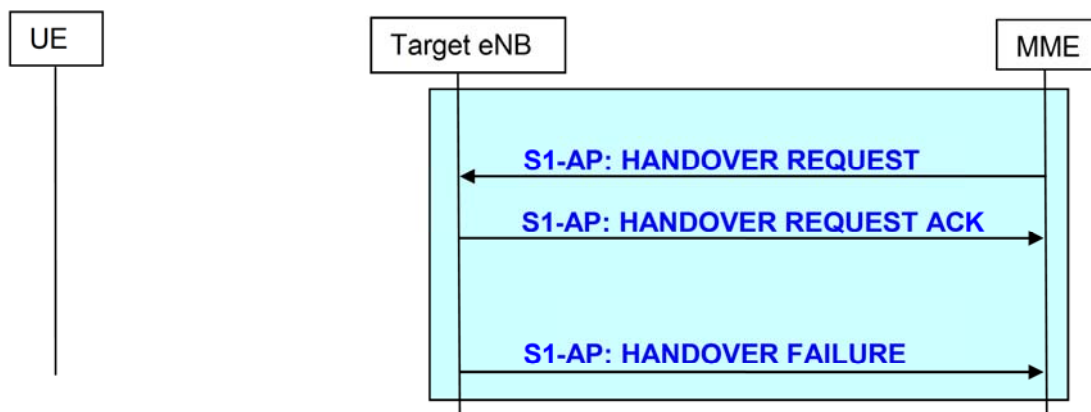 UE
Target eNB
MME
S1-AP: HANDOVER REQUEST
S1-AP: HANDOVER REQUEST ACK
S1-AP: HANDOVER FAILURE